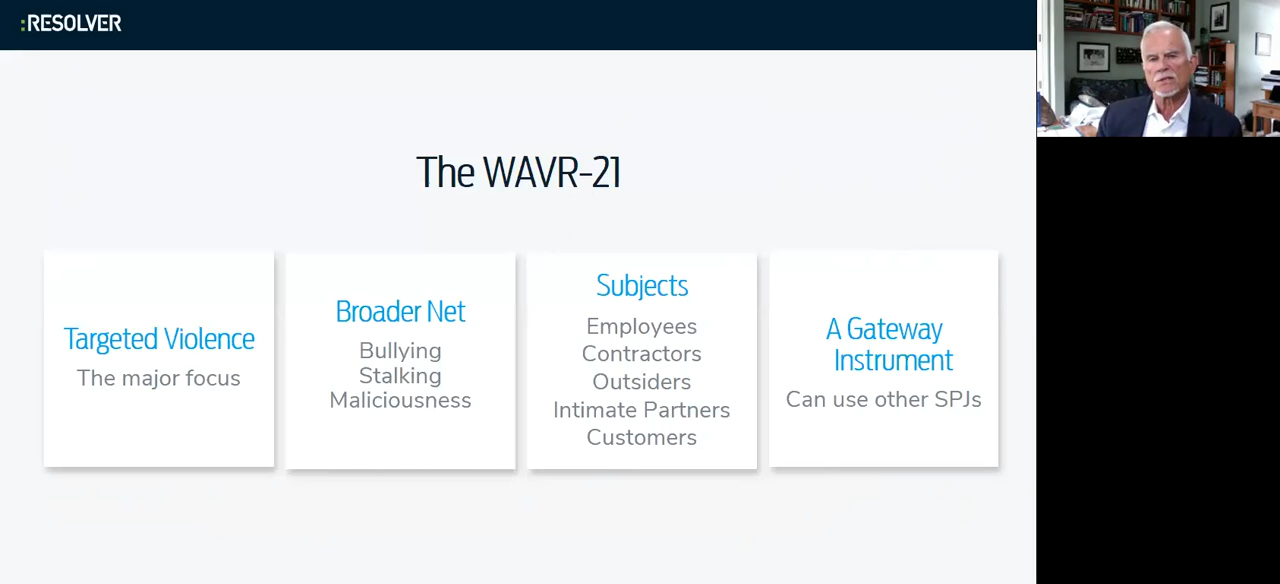 :RESOLVER
The WAVR-21
Targeted Violence
The major focus
Broader Net
Bullying
Stalking
Maliciousness
Subjects
Employees
Contractors
Outsiders
Intimate Partners
Customers
A Gateway
Instrument
Can use other SPJs